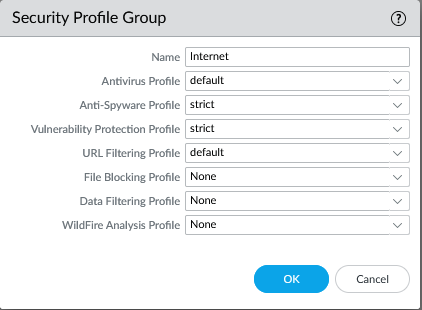 Security Profile Group ?
Name Internet
Antivirus Profile default
Anti-Spyware Profile strict
Vulnerability Protection Profile strict
URL Filtering Profile default
File Blocking Profile None
Data Filtering Profile None
WildFire Analysis Profile None
OK Cancel